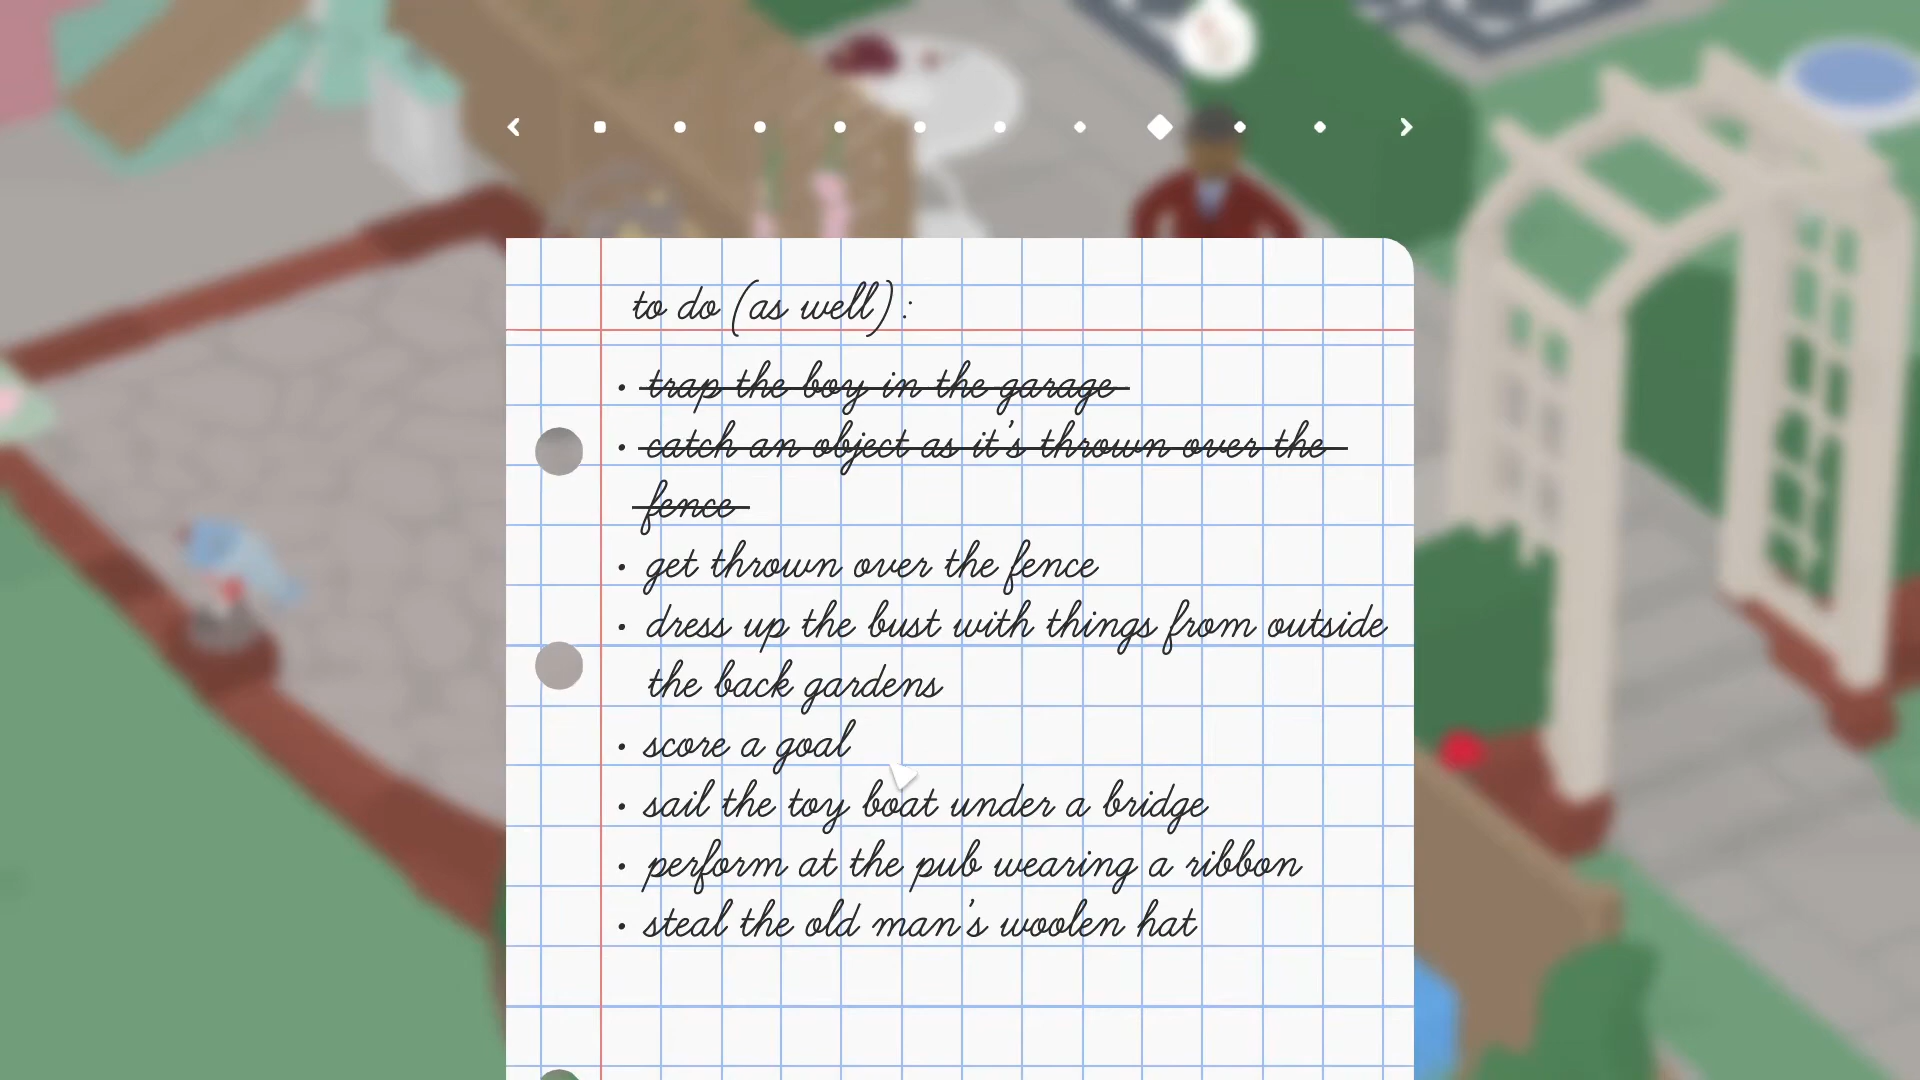 to do (as well) :
• trap the boy in the garage
• catch an object as it's thrown over the
fence
• get thrown over the fence
• dress up the bust with things from outside
the back gardens
• score a goal
• sail the toy boat under a bridge
• perform at the pub wearing a ribbon
• steal the old man's woolen hat